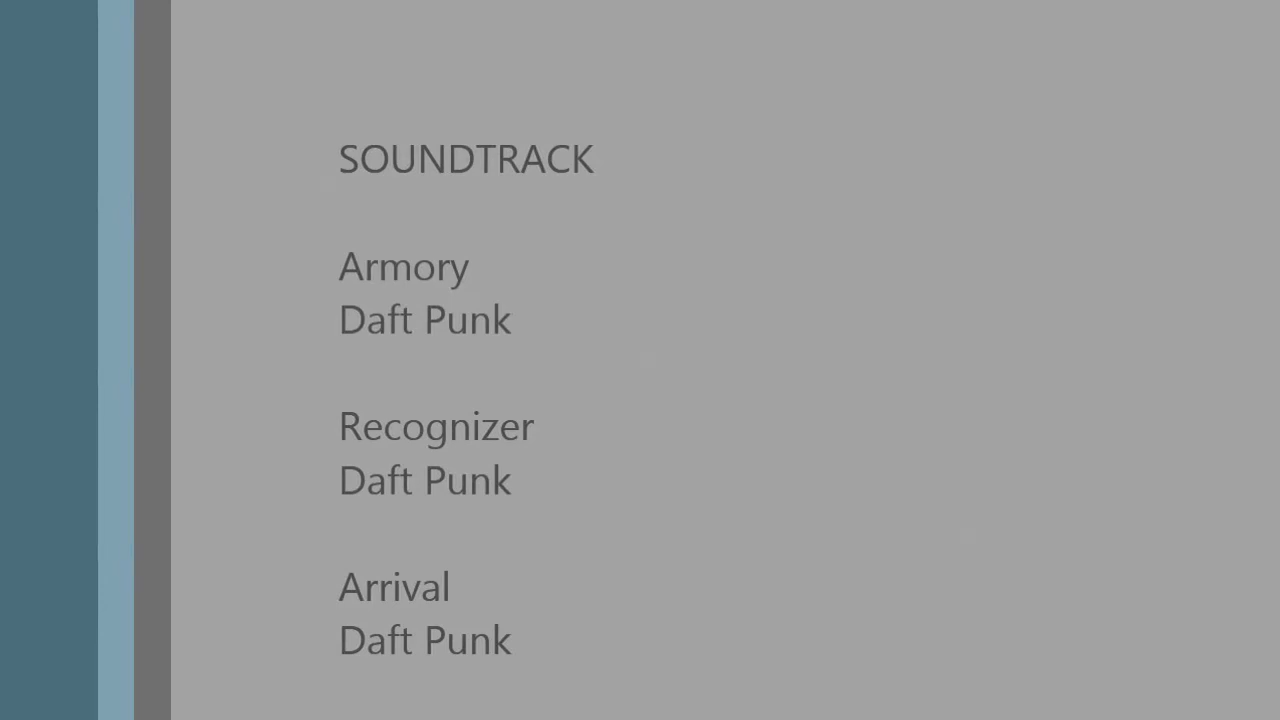 SOUNDTRACK
Armory
Daft Punk
Recognizer
Daft Punk
Arrival
Daft Punk